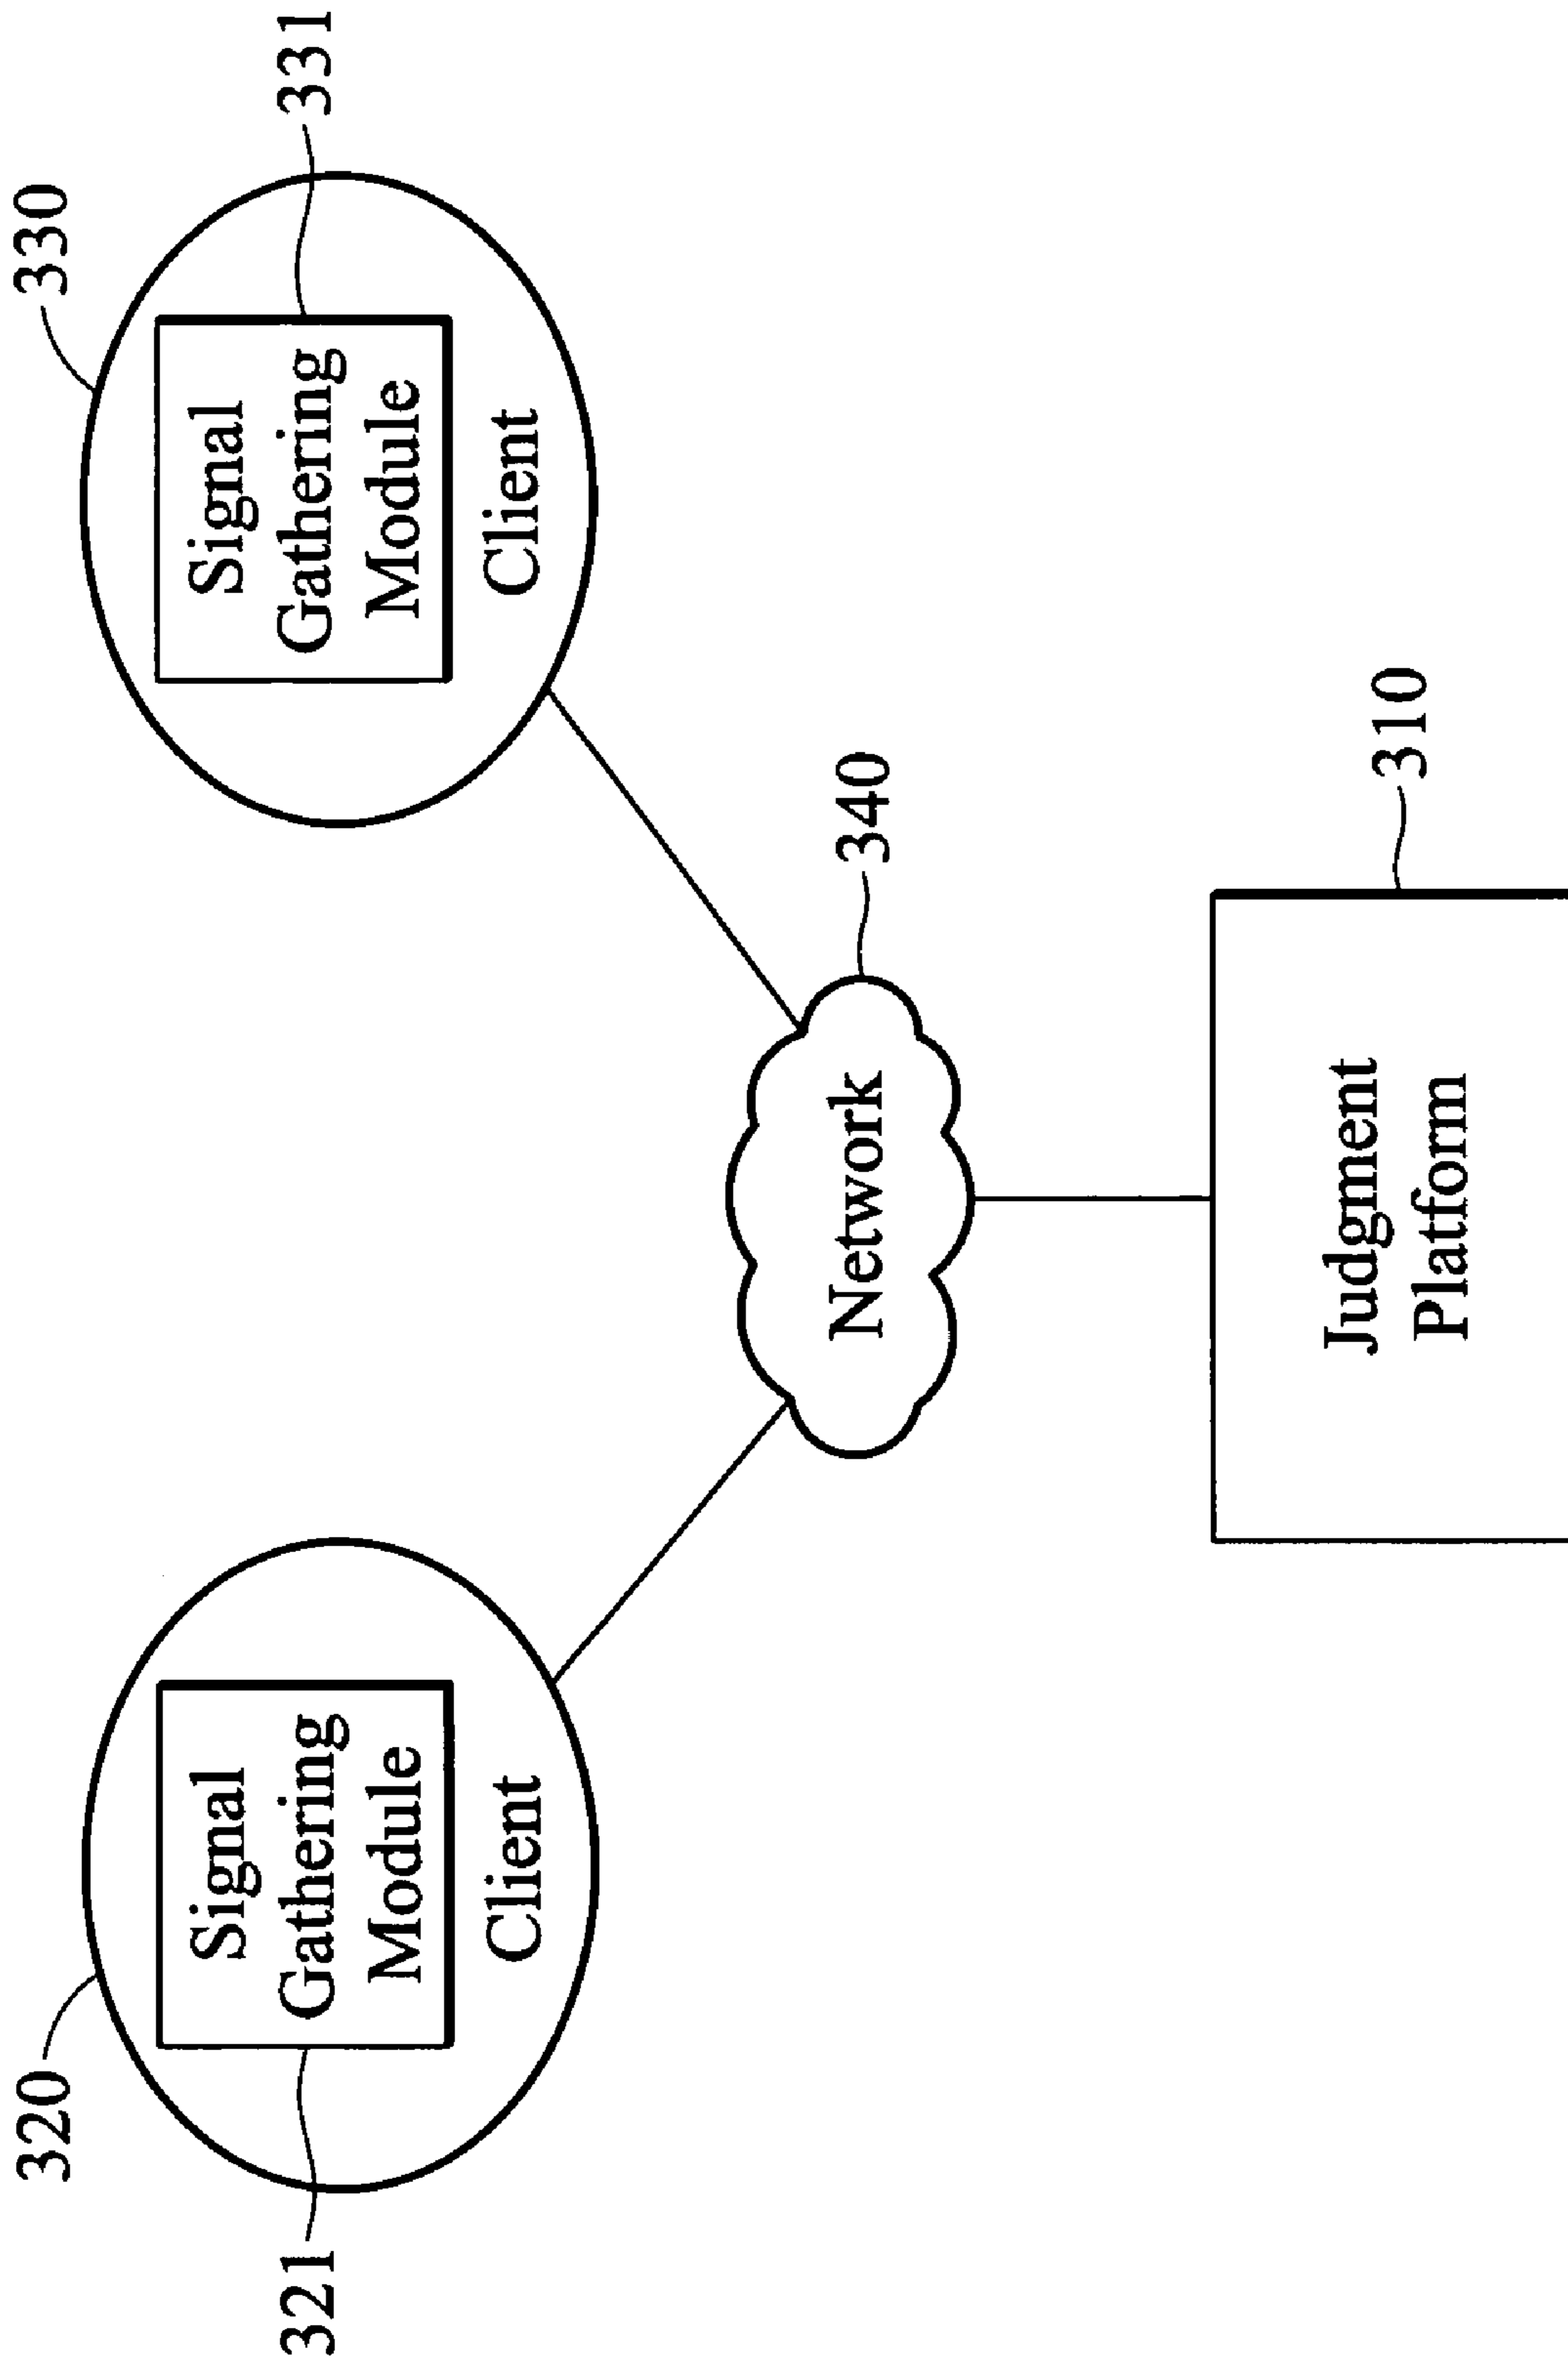 320
330
321
Signal
Gathering
Module
Client
Signal
Gathering
Module
Client
331
Network
340
Judgment
Platform
310